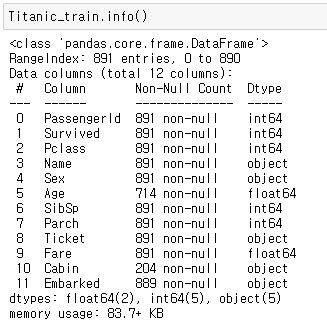 Titanic_train.info()
<class 'pandas.core.frame.DataFrame'>
RangeIndex: 891 entries, 0 to 890
Data columns (total 12 columns):
 #   Column       Non-Null Count  Dtype
---  ------       --------------  -----
 0   PassengerId  891 non-null    int64
 1   Survived     891 non-null    int64
 2   Pclass       891 non-null    int64
 3   Name         891 non-null    object
 4   Sex          891 non-null    object
 5   Age          714 non-null    float64
 6   SibSp        891 non-null    int64
 7   Parch        891 non-null    int64
 8   Ticket       891 non-null    object
 9   Fare         891 non-null    float64
 10  Cabin        204 non-null    object
 11  Embarked     889 non-null    object
dtypes: float64(2), int64(5), object(5)
memory usage: 83.7+ KB